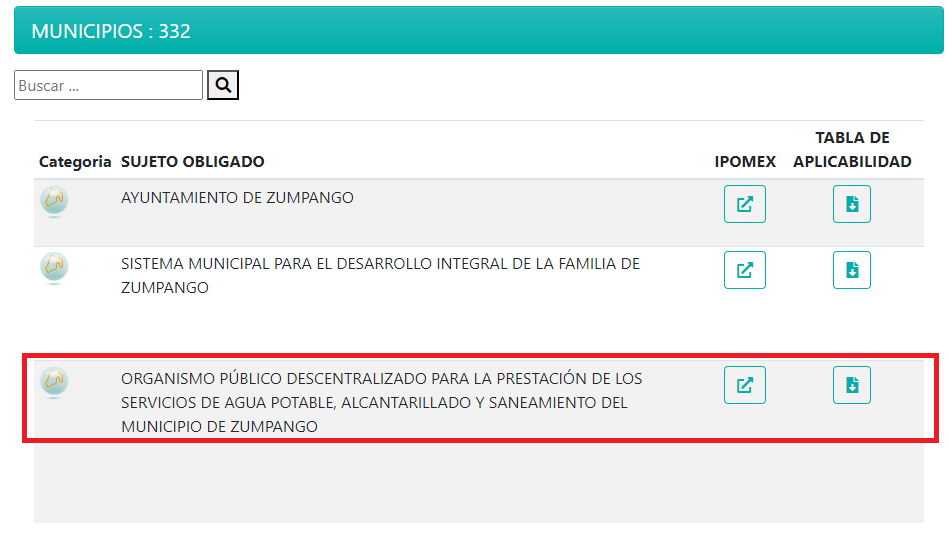 MUNICIPIOS : 332
Buscar ...
TABLA DE
Categoria SUJETO OBLIGADO IPOMEX APLICABILIDAD
AYUNTAMIENTO DE ZUMPANGO
SISTEMA MUNICIPAL PARA EL DESARROLLO INTEGRAL DE LA FAMILIA DE
ZUMPANGO
ORGANISMO PÚBLICO DESCENTRALIZADO PARA LA PRESTACIÓN DE LOS
SERVICIOS DE AGUA POTABLE, ALCANTARILLADO Y SANEAMIENTO DEL
MUNICIPIO DE ZUMPANGO